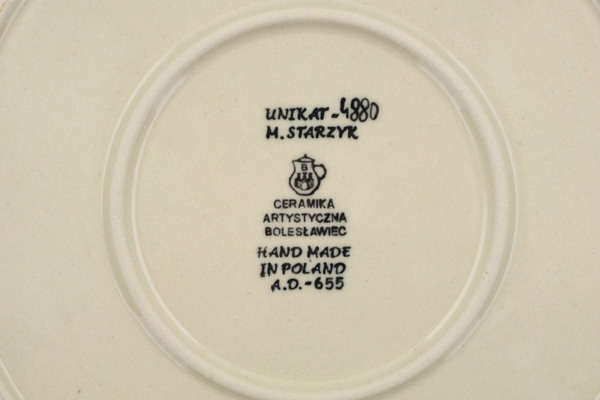 UNIKAT-4880
M. STARZYK
B
CERAMIKA
ARTYSTYCZNA
BOLESŁAWIEC
HAND MADE
IN POLAND
A.D.-655